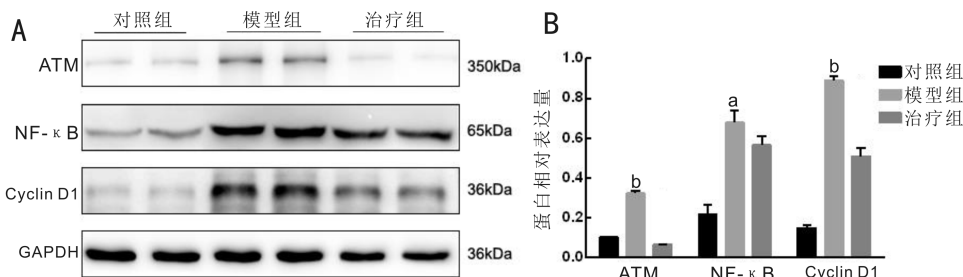 A
对照组 模型组 治疗组
ATM 350kDa
NF-κB 65kDa
Cyclin D1 36kDa
GAPDH 36kDa
B
蛋白相对表达量
1.0
0.8
0.6
0.4
0.2
0.0
b
a
b
ATM NF-κB Cyclin D1
对照组
模型组
治疗组